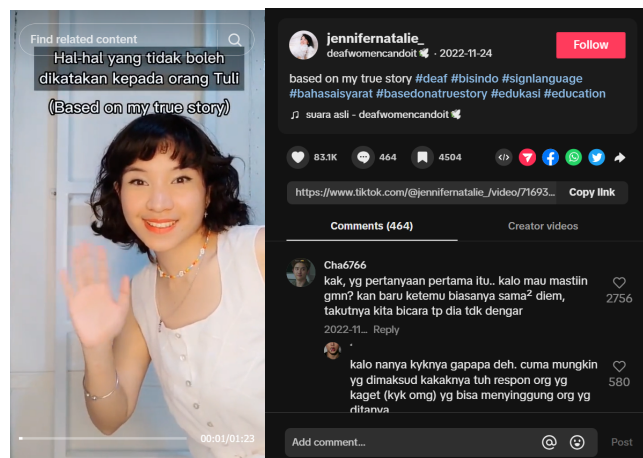 Find related content
Hal-hal yang tidak boleh
dikatakan kepada orang Tuli
(Based on my true story)
00:01/01:23
jennifernatalie_
deafwomencandoit🕊 · 2022-11-24
Follow
based on my true story #deaf #bisindo #signlanguage
#bahasaisyarat #basedonatruestory #edukasi #education
♫ suara asli - deafwomencandoit🕊
83.1K
464
4504
https://www.tiktok.com/@jennifernatalie_/video/71693...
Copy link
Comments (464)
Creator videos
Cha6766
kak, yg pertanyaan pertama itu.. kalo mau mastiin
gmn? kan baru ketemu biasanya sama² diem,
takutnya kita bicara tp dia tdk dengar
2756
2022-11... Reply
kalo nanya kyknya gapapa deh. cuma mungkin
yg dimaksud kakaknya tuh respon org yg
kaget (kyk omg) yg bisa menyinggung org yg
ditanya
580
Add comment...
@
Post